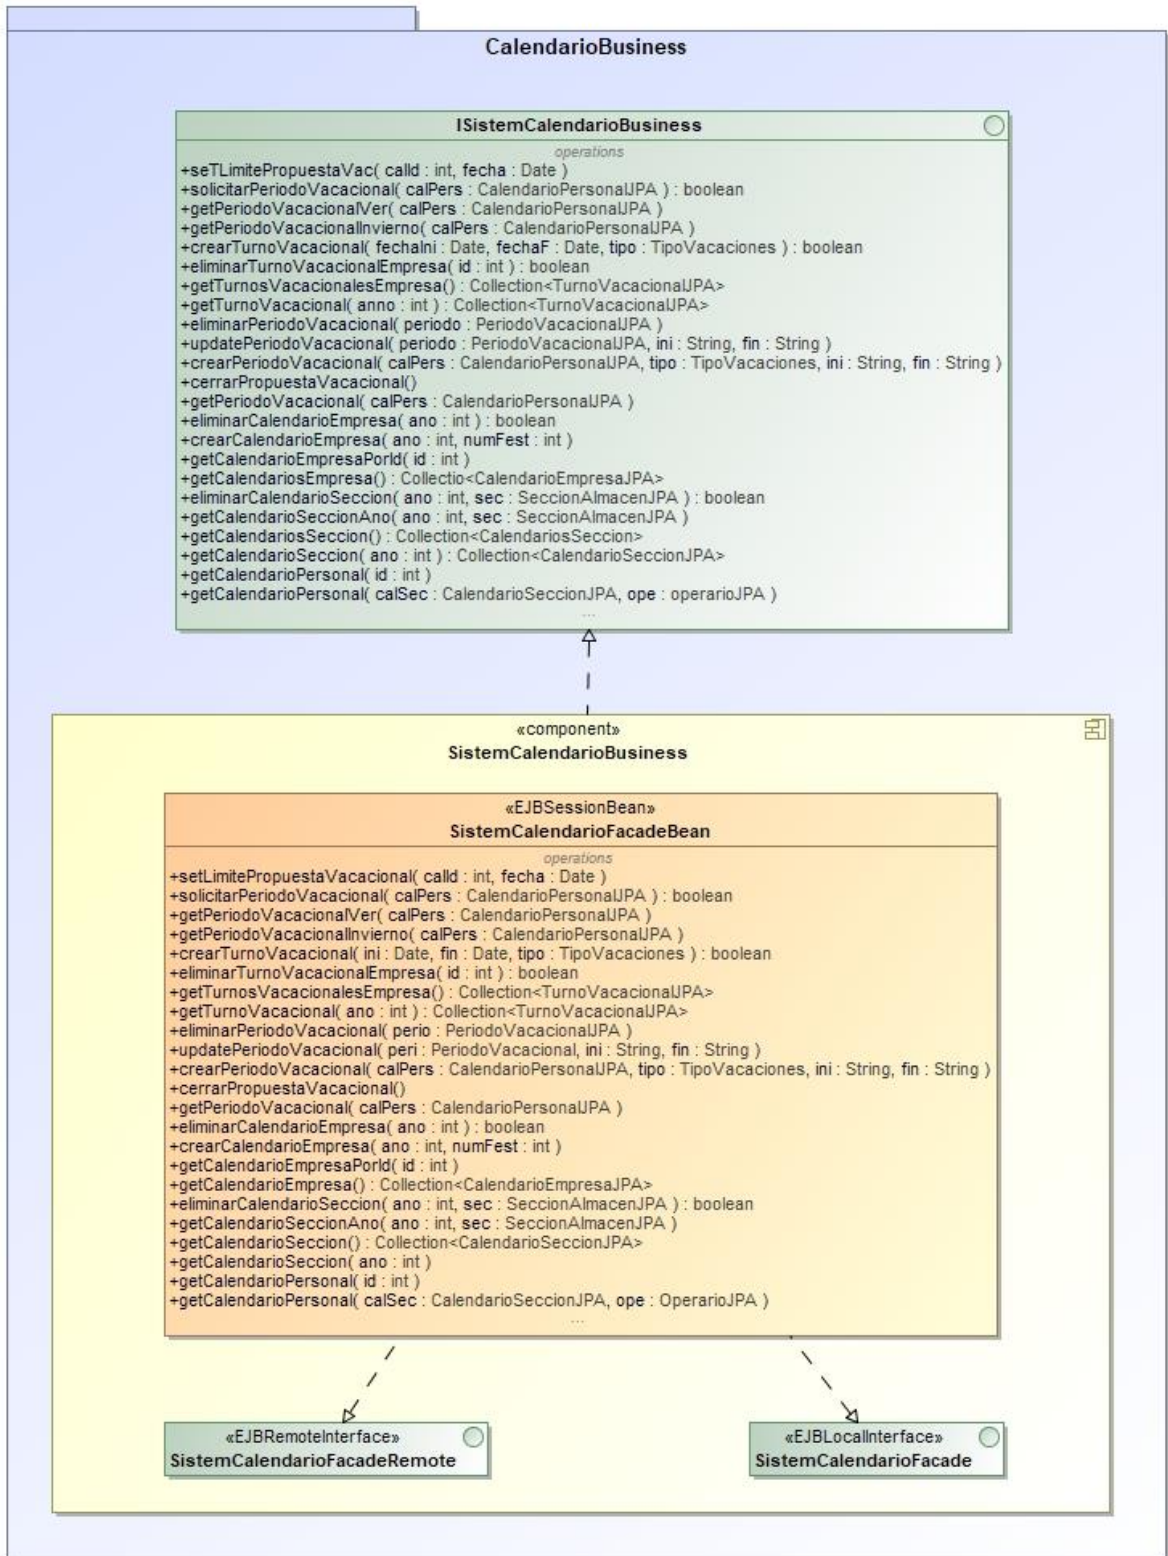 CalendarioBusiness
ISistemCalendarioBusiness
operations
+seTLimitePropuestaVac( calId : int, fecha : Date )
+solicitarPeriodoVacacional( calPers : CalendarioPersonalJPA ) : boolean
+getPeriodoVacacionalVer( calPers : CalendarioPersonalJPA )
+getPeriodoVacacionalInvierno( calPers : CalendarioPersonalJPA )
+crearTurnoVacacional( fechaIni : Date, fechaF : Date, tipo : TipoVacaciones ) : boolean
+eliminarTurnoVacacionalEmpresa( id : int ) : boolean
+getTurnosVacacionalesEmpresa() : Collection<TurnoVacacionalJPA>
+getTurnoVacacional( anno : int ) : Collection<TurnoVacacionalJPA>
+eliminarPeriodoVacacional( periodo : PeriodoVacacionalJPA )
+updatePeriodoVacacional( periodo : PeriodoVacacionalJPA, ini : String, fin : String )
+crearPeriodoVacacional( calPers : CalendarioPersonalJPA, tipo : TipoVacaciones, ini : String, fin : String )
+cerrarPropuestaVacacional()
+getPeriodoVacacional( calPers : CalendarioPersonalJPA )
+eliminarCalendarioEmpresa( ano : int ) : boolean
+crearCalendarioEmpresa( ano : int, numFest : int )
+getCalendarioEmpresaPorId( id : int )
+getCalendariosEmpresa() : Collectio<CalendarioEmpresaJPA>
+eliminarCalendarioSeccion( ano : int, sec : SeccionAlmacenJPA ) : boolean
+getCalendarioSeccionAno( ano : int, sec : SeccionAlmacenJPA )
+getCalendariosSeccion() : Collection<CalendariosSeccion>
+getCalendarioSeccion( ano : int ) : Collection<CalendarioSeccionJPA>
+getCalendarioPersonal( id : int )
+getCalendarioPersonal( calSec : CalendarioSeccionJPA, ope : operarioJPA )
...
«component»
SistemCalendarioBusiness
«EJBSessionBean»
SistemCalendarioFacadeBean
operations
+setLimitePropuestaVacacional( calId : int, fecha : Date )
+solicitarPeriodoVacacional( calPers : CalendarioPersonalJPA ) : boolean
+getPeriodoVacacionalVer( calPers : CalendarioPersonalJPA )
+getPeriodoVacacionalInvierno( calPers : CalendarioPersonalJPA )
+crearTurnoVacacional( ini : Date, fin : Date, tipo : TipoVacaciones ) : boolean
+eliminarTurnoVacacionalEmpresa( id : int ) : boolean
+getTurnosVacacionalesEmpresa() : Collection<TurnoVacacionalJPA>
+getTurnoVacacional( ano : int ) : Collection<TurnoVacacionalJPA>
+eliminarPeriodoVacacional( perio : PeriodoVacacionalJPA )
+updatePeriodoVacacional( peri : PeriodoVacacional, ini : String, fin : String )
+crearPeriodoVacacional( calPers : CalendarioPersonalJPA, tipo : TipoVacaciones, ini : String, fin : String )
+cerrarPropuestaVacacional()
+getPeriodoVacacional( calPers : CalendarioPersonalJPA )
+eliminarCalendarioEmpresa( ano : int ) : boolean
+crearCalendarioEmpresa( ano : int, numFest : int )
+getCalendarioEmpresaPorId( id : int )
+getCalendarioEmpresa() : Collection<CalendarioEmpresaJPA>
+eliminarCalendarioSeccion( ano : int, sec : SeccionAlmacenJPA ) : boolean
+getCalendarioSeccionAno( ano : int, sec : SeccionAlmacenJPA )
+getCalendarioSeccion() : Collection<CalendarioSeccionJPA>
+getCalendarioSeccion( ano : int )
+getCalendarioPersonal( id : int )
+getCalendarioPersonal( calSec : CalendarioSeccionJPA, ope : OperarioJPA )
...
«EJBRemoteInterface»
SistemCalendarioFacadeRemote
«EJBLocalInterface»
SistemCalendarioFacade